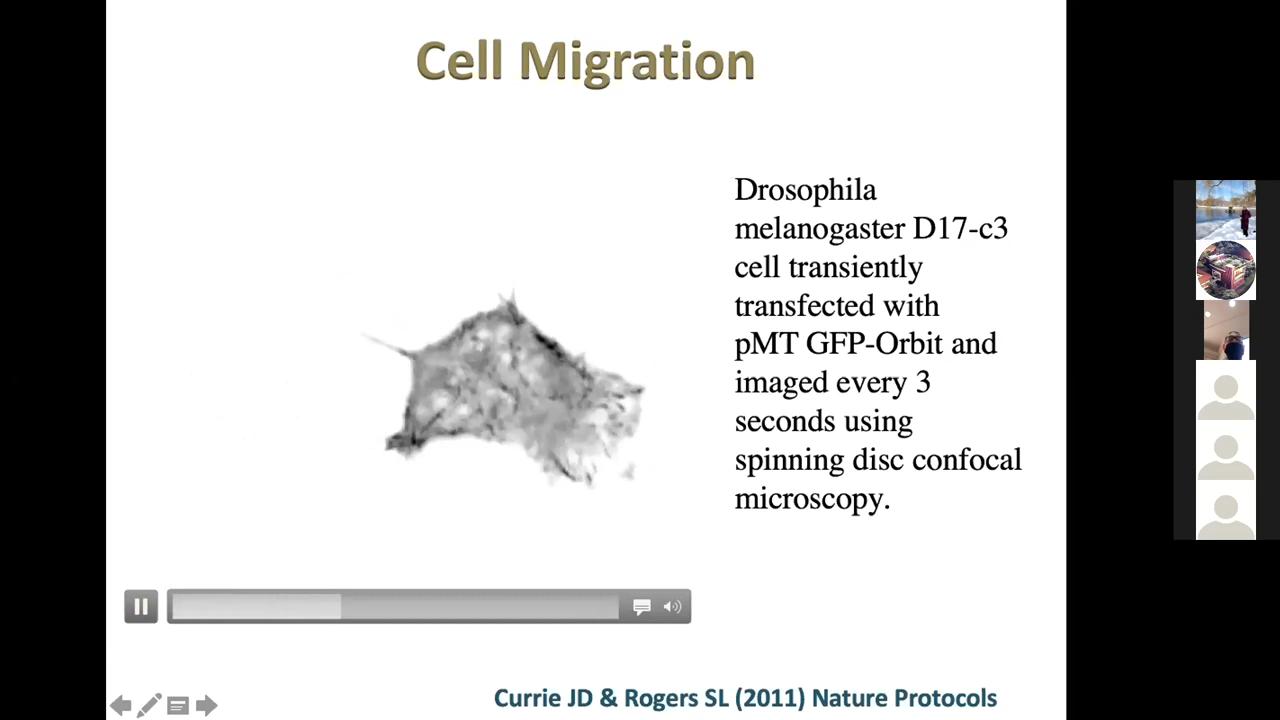 Cell Migration
Drosophila
melanogaster D17-c3
cell transiently
transfected with
pMT GFP-Orbit and
imaged every 3
seconds using
spinning disc confocal
microscopy.
Currie JD & Rogers SL (2011) Nature Protocols